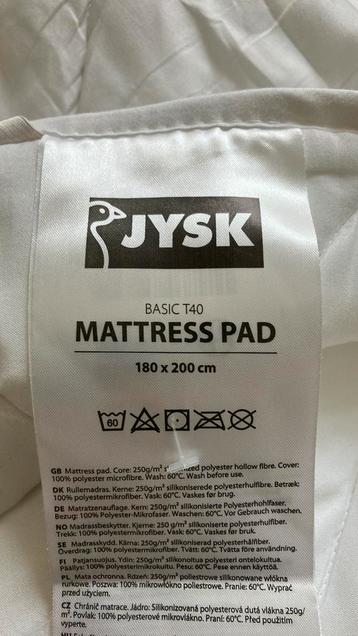 JYSK
BASIC T40
MATTRESS PAD
180 x 200 cm
60
GB Mattress pad. Core: 250g/m² polyester hollow fibre. Cover:
100% polyester microfibre. Wash: 60°C. Wash before use.
DK Rullemadras. Kerne: 250g/m² silikoniserede polyesterhulfibre. Betræk:
100% polyestermikrofiber. Vask: 60°C. Vaskes før brug.
DE Matratzenauflage. Kern: 250g/m² silikonisierte Polyesterhohlfaser.
Bezug: 100% Polyester-Mikrofaser. Waschen: 60°C. Vor Gebrauch waschen.
NO Madrassbeskytter. Kjerne: 250 g/m² silikoniserte polyesterhulfiber.
Trekk: 100% polyestermikrofiber. Vask: 60°C. Vaskes før bruk.
SE Madrasskydd. Kärna: 250g/m² silikoniserad polyesterhålfiber.
Överdrag: 100% polyestermikrofiber. Tvätt: 60°C. Tvätta före användning.
FI Patjansuojus. Ydin: 250g/m² silikonoitua polyesteri onteloikuitua.
Päällys: 100% polyesterimikrokuitu. Pesu: 60°C. Pese ennen käyttöä.
PL Mata ochronna. Rdzeń: 250g/m² poliestrowe silikonowane włókna
rurkowe. Poszwa: 100% mikrowłókno poliestrowe. Pranie: 60°C. Wyprać
przed użyciem.
CZ Chránič matrace. Jádro: Silikonizovaná polyesterová dutá vlákna 250g/
m². Povlak: 100% polyesterové mikrovlákno. Praní: 60°C. Před použitím
vyperte.